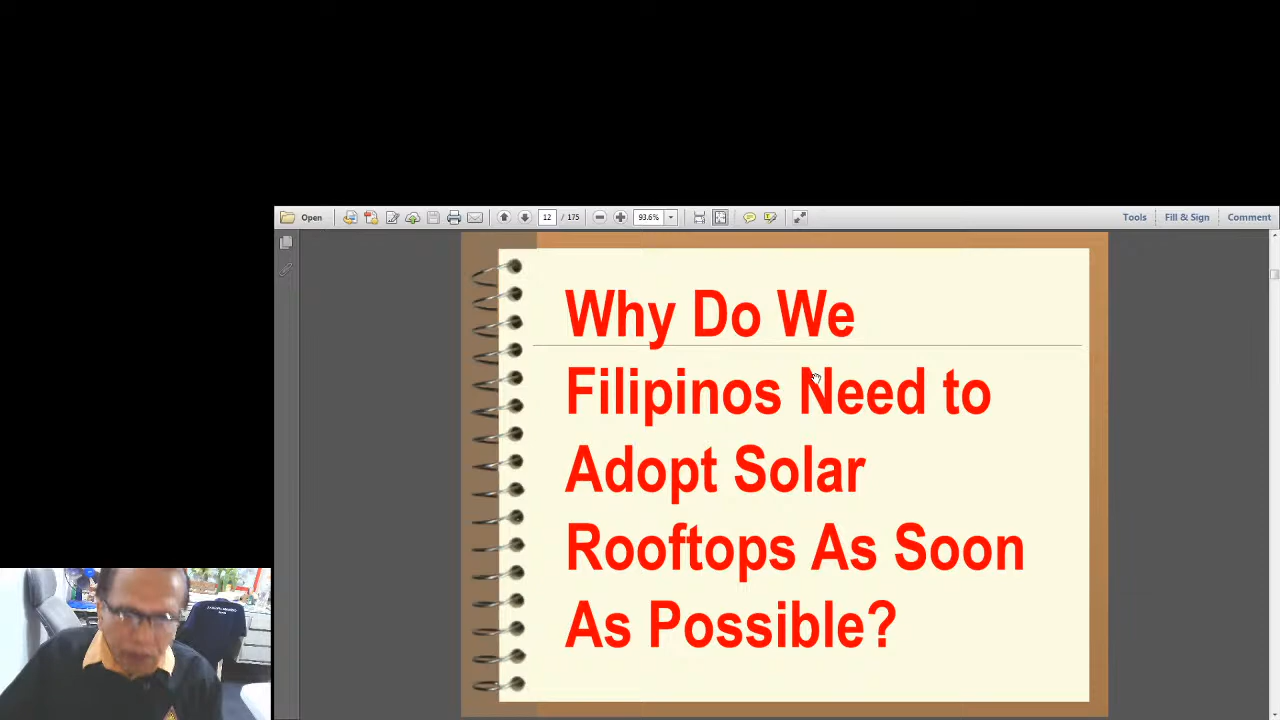 Open
12 / 175
93.6%
Tools
Fill & Sign
Comment
Why Do We
Filipinos Need to
Adopt Solar
Rooftops As Soon
As Possible?